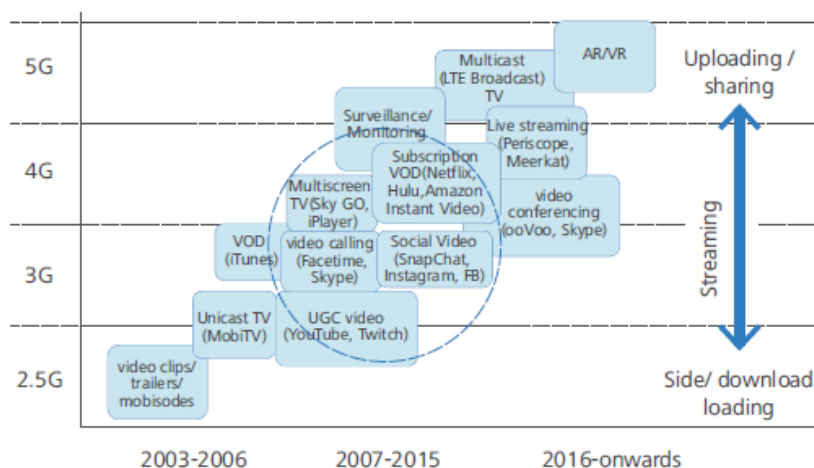 5G
4G
3G
2.5G
AR/VR
Multicast
(LTE Broadcast)
TV
Surveillance/
Monitoring
Live streaming
(Periscope,
Meerkat)
Subscription
VOD(Netflix,
Hulu,Amazon
Instant Video)
Multiscreen
TV(Sky GO,
iPlayer)
video
conferencing
(ooVoo, Skype)
VOD
(iTunes)
video calling
(Facetime,
Skype)
Social Video
(SnapChat,
Instagram, FB)
Unicast TV
(MobiTV)
UGC video
(YouTube, Twitch)
video clips/
trailers/
mobisodes
Uploading /
sharing
Streaming
Side/ download
loading
2003-2006
2007-2015
2016-onwards